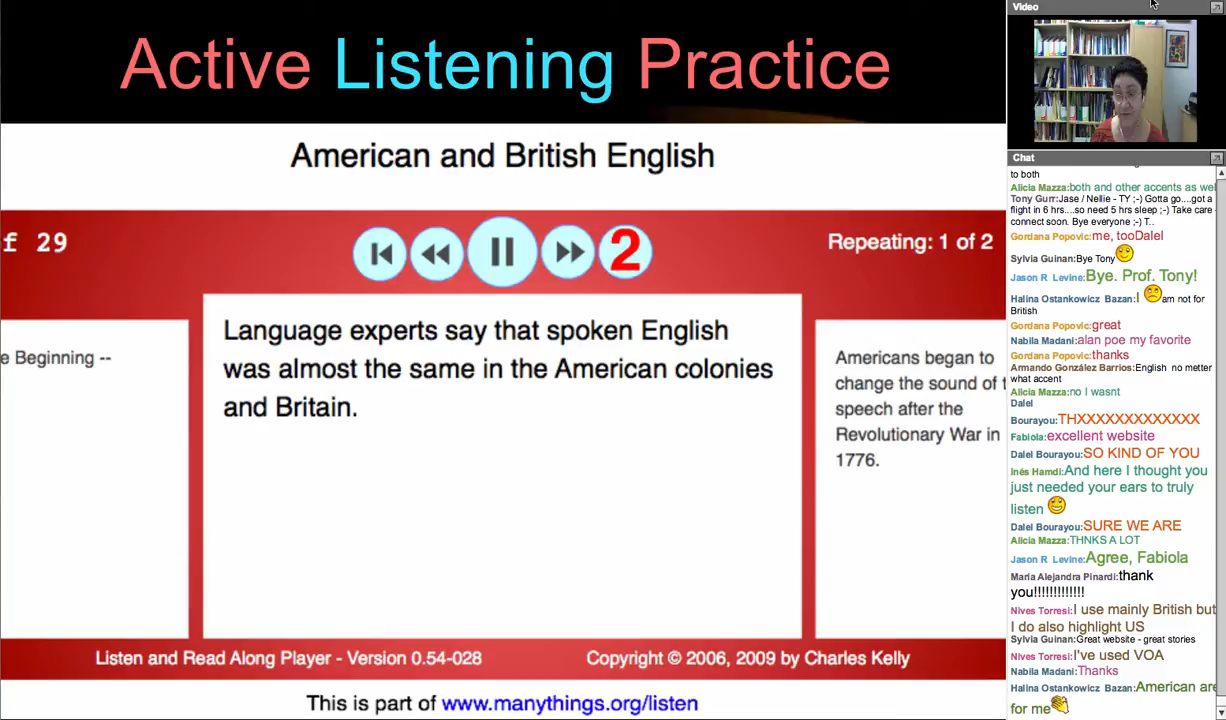 Active Listening Practice
American and British English
f 29
2
Repeating: 1 of 2
e Beginning --
Language experts say that spoken English
was almost the same in the American colonies
and Britain.
Americans began to
change the sound of t
speech after the
Revolutionary War in
1776.
Listen and Read Along Player - Version 0.54-028
Copyright © 2006, 2009 by Charles Kelly
This is part of www.manythings.org/listen
Video
Chat
to both
Alicia Mazza:both and other accents as wel
Tony Gurr:Jase / Nellie - TY ;-) Gotta go....got a
flight in 6 hrs....so need 5 hrs sleep ;-) Take care -
connect soon. Bye everyone ;-) T..
Gordana Popovic:me, tooDalel
Sylvia Guinan:Bye Tony
Jason R Levine:Bye. Prof. Tony!
Halina Ostankowicz Bazan:I am not for
British
Gordana Popovic:great
Nabila Madani:alan poe my favorite
Gordana Popovic:thanks
Armando González Barrios:English no metter
what accent
Alicia Mazza:no I wasnt
Dalel
Bourayou:THXXXXXXXXXXXXX
Fabiola:excellent website
Dalel Bourayou:SO KIND OF YOU
Inés Hamdi:And here I thought you
just needed your ears to truly
listen
Dalel Bourayou:SURE WE ARE
Alicia Mazza:THNKS A LOT
Jason R Levine:Agree, Fabiola
María Alejandra Pinardi:thank
you!!!!!!!!!!!!!
Nives Torresi:I use mainly British but
I do also highlight US
Sylvia Guinan:Great website - great stories
Nives Torresi:I've used VOA
Nabila Madani:Thanks
Halina Ostankowicz Bazan:American are
for me